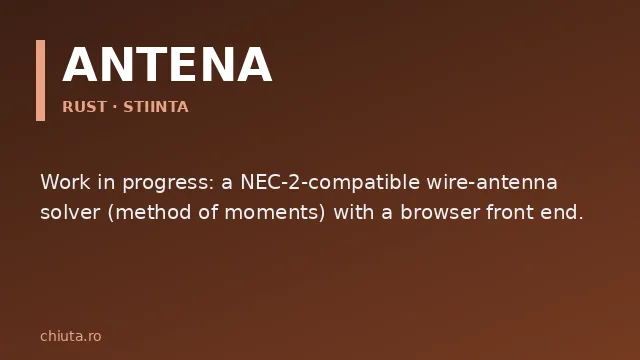 ANTENA
RUST · STIINTA
Work in progress: a NEC-2-compatible wire-antenna
solver (method of moments) with a browser front end.
chiuta.ro